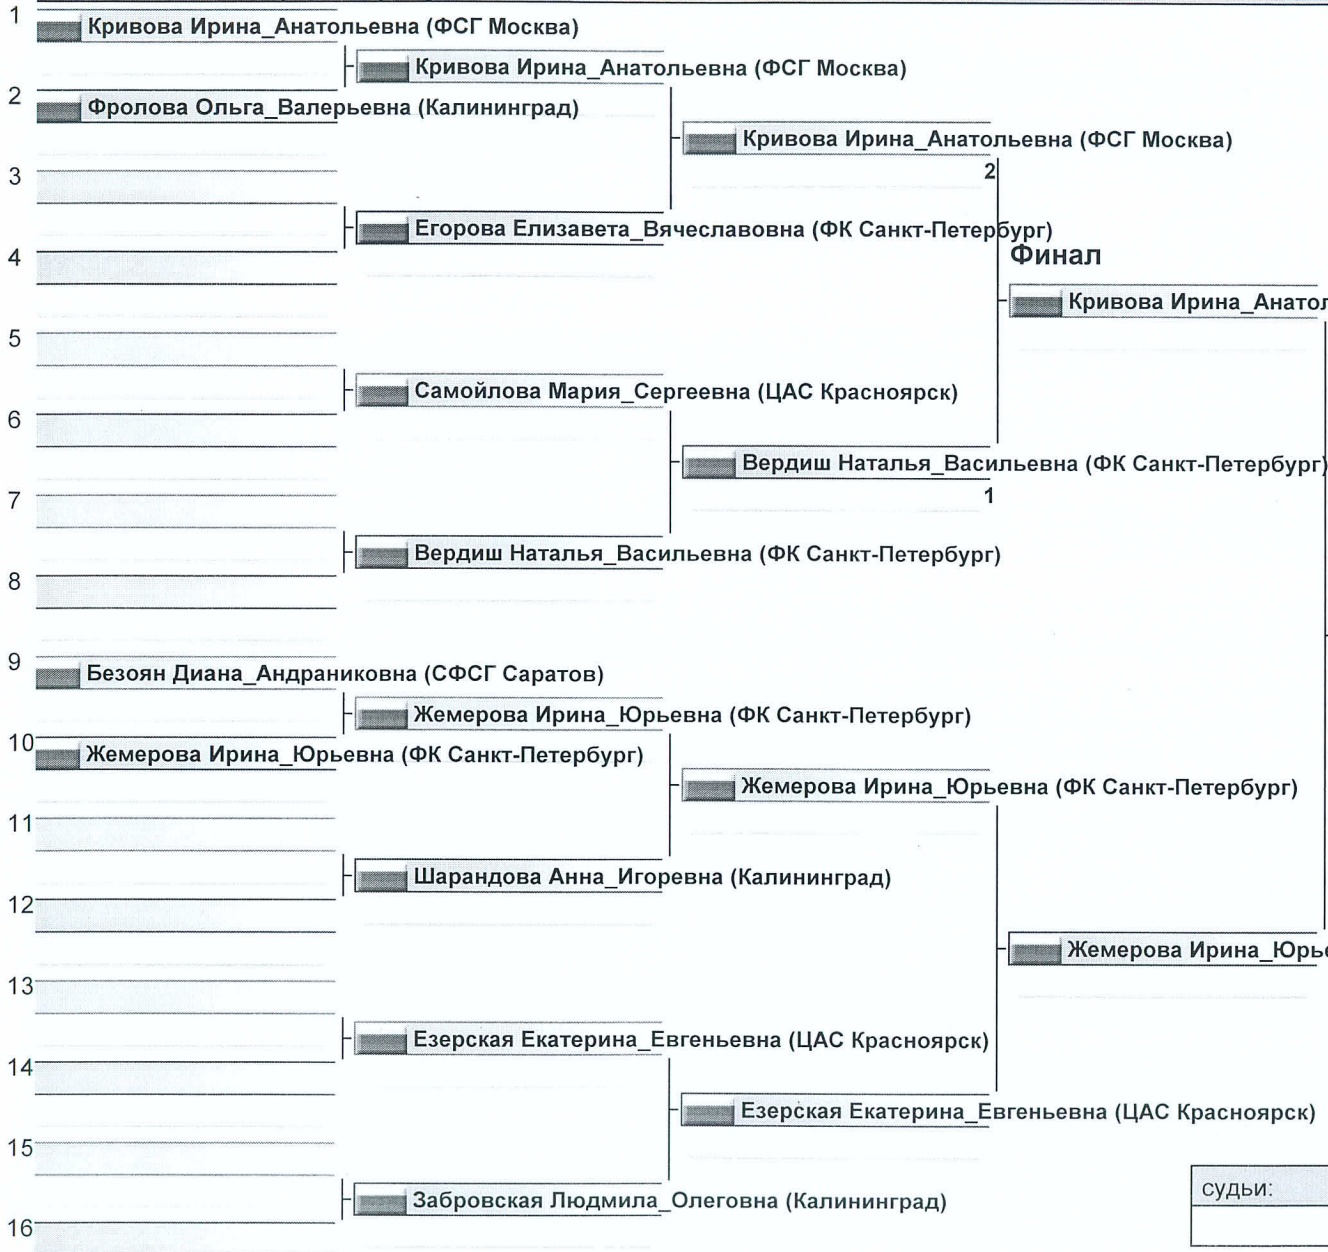 1
Кривова Ирина_Анатольевна (ФСГ Москва)
Кривова Ирина_Анатольевна (ФСГ Москва)
2
Фролова Ольга_Валерьевна (Калининград)
Кривова Ирина_Анатольевна (ФСГ Москва)
2
3
Егорова Елизавета_Вячеславовна (ФК Санкт-Петербург)
4
Финал
Кривова Ирина_Анатол
5
Самойлова Мария_Сергеевна (ЦАС Красноярск)
6
Вердиш Наталья_Васильевна (ФК Санкт-Петербург)
1
7
Вердиш Наталья_Васильевна (ФК Санкт-Петербург)
8
9
Безоян Диана_Андраниковна (СФСГ Саратов)
Жемерова Ирина_Юрьевна (ФК Санкт-Петербург)
10
Жемерова Ирина_Юрьевна (ФК Санкт-Петербург)
Жемерова Ирина_Юрьевна (ФК Санкт-Петербург)
11
Шарандова Анна_Игоревна (Калининград)
12
Жемерова Ирина_Юрье
13
Езерская Екатерина_Евгеньевна (ЦАС Красноярск)
14
Езерская Екатерина_Евгеньевна (ЦАС Красноярск)
15
Забровская Людмила_Олеговна (Калининград)
судьи:
16